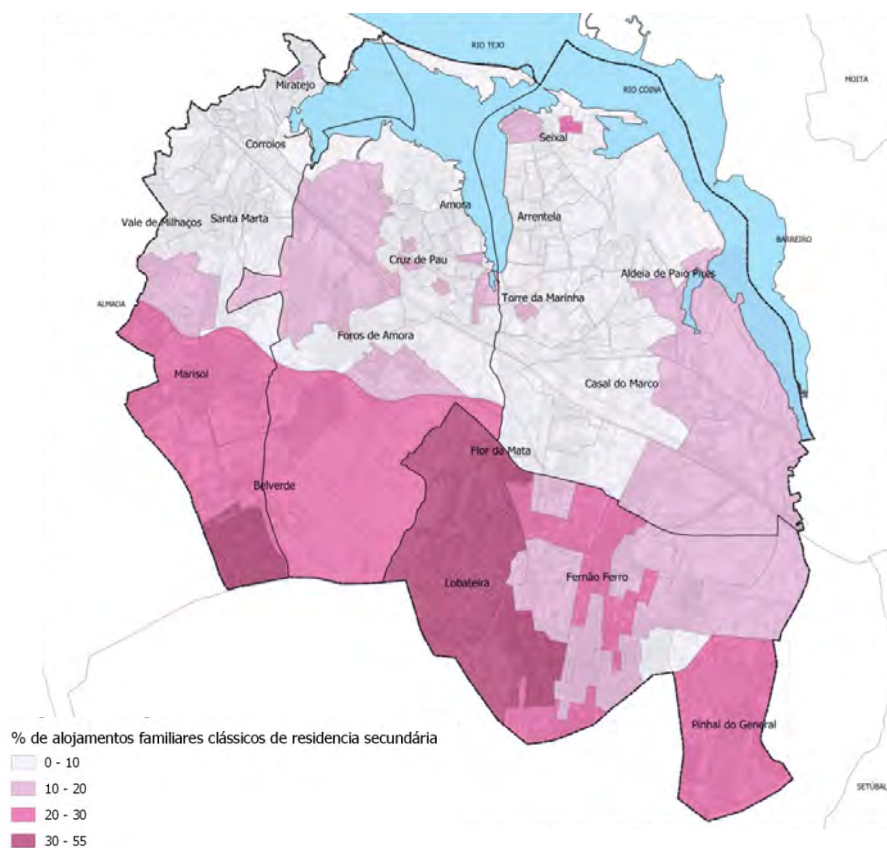 RIO TEJO
MOITA
RIO COINA
Miratejo
Seixal
Corroios
Amora
Arrentela
Vale de Milhaços
Santa Marta
BARREIRO
Cruz de Pau
Aldeia de Paio Pires
ALMADA
Torre da Marinha
Foros de Amora
Marisol
Casal do Marco
Flor da Mata
Belverde
Lobateira
Fernão Ferro
Pinhal do General
SETÚBAL
% de alojamentos familiares clássicos de residencia secundária
0 - 10
10 - 20
20 - 30
30 - 55